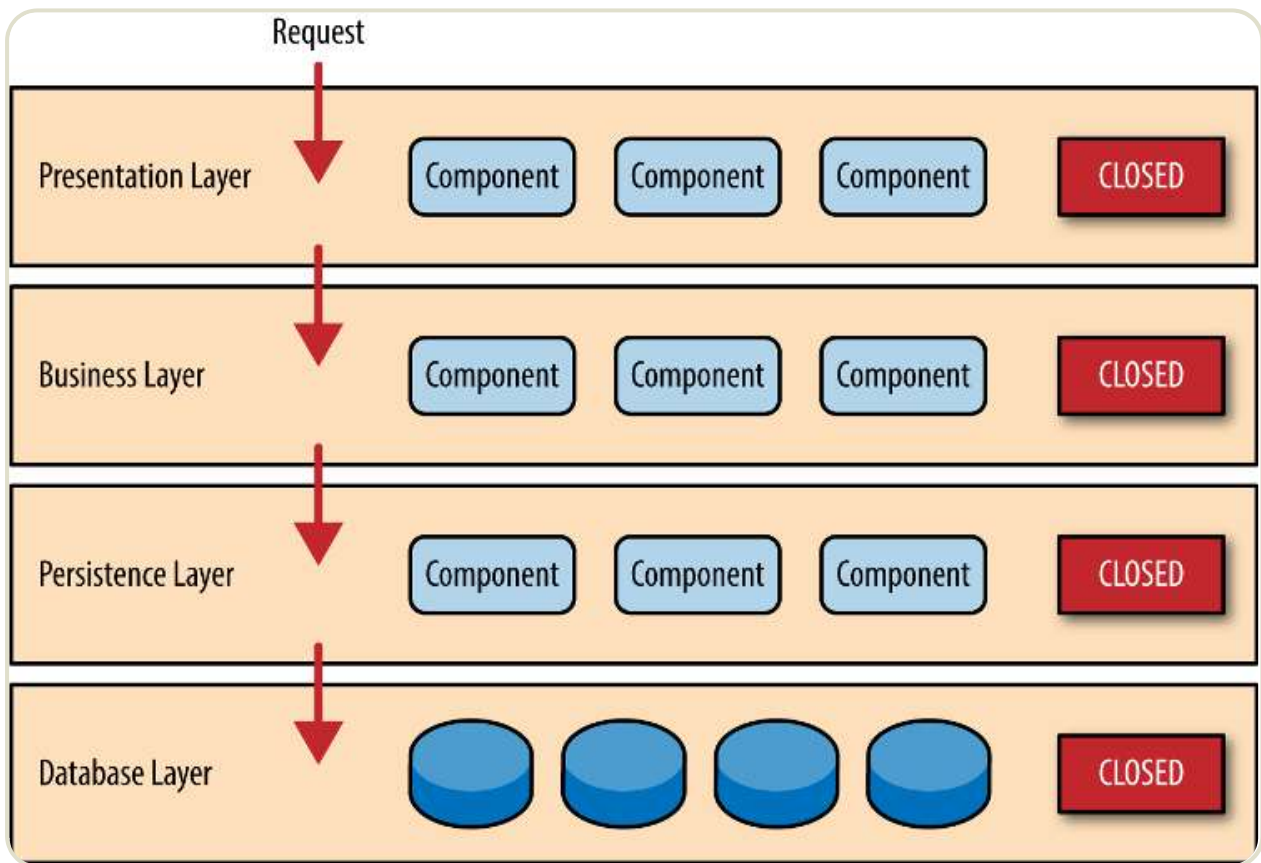 Request
Presentation Layer Component Component Component CLOSED
Business Layer Component Component Component CLOSED
Persistence Layer Component Component Component CLOSED
Database Layer CLOSED